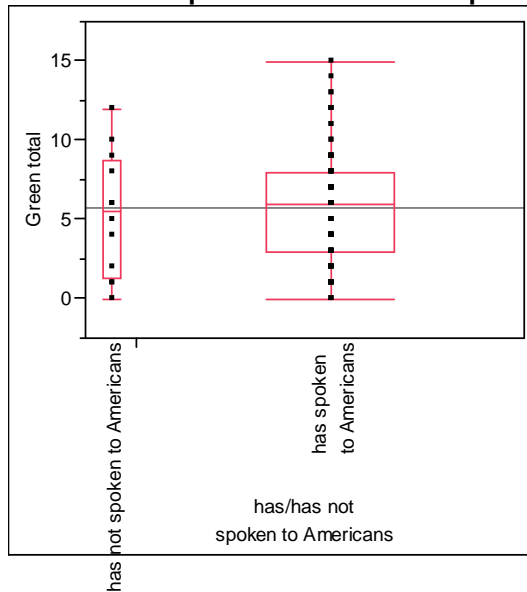 15
10
5
0
Green total
has not spoken to Americans
has spoken
to Americans
has/has not
spoken to Americans